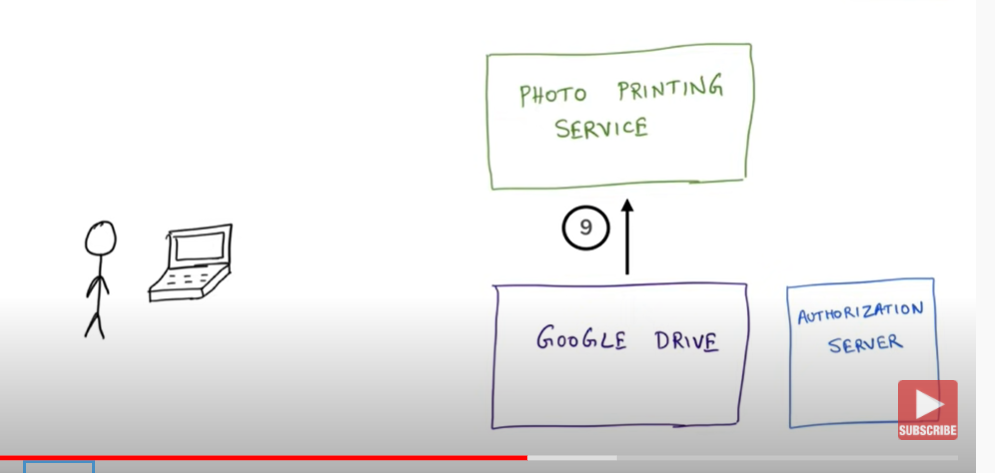 PHOTO PRINTING
SERVICE
9
GOOGLE DRIVE
AUTHORIZATION
SERVER
SUBSCRIBE